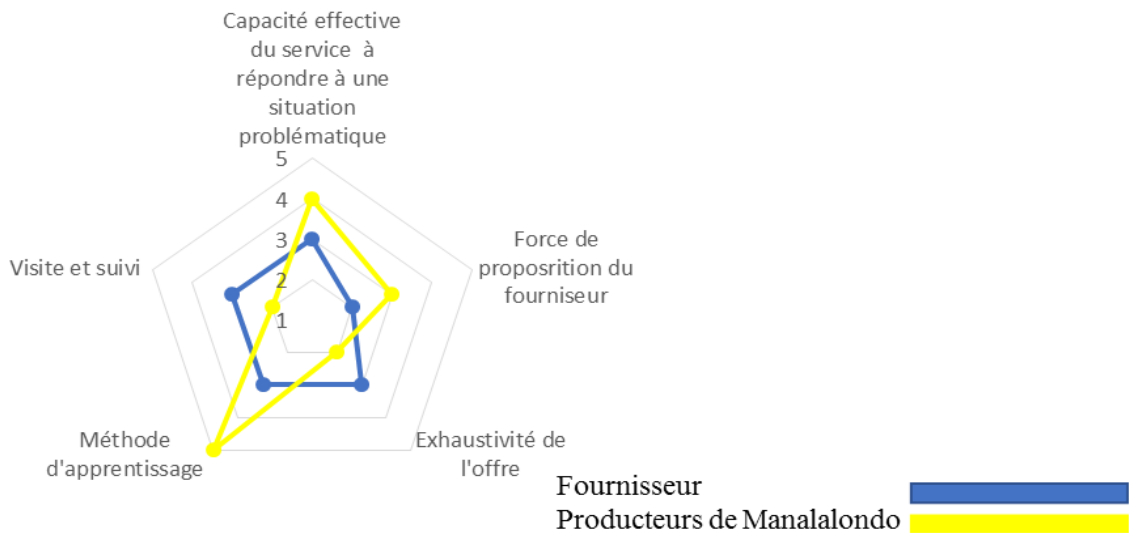 Capacité effective
du service à
répondre à une
situation
problématique
5
4
3
2
1
Force de
proposrition du
fourniseur
Visite et suivi
Méthode
d'apprentissage
Exhaustivité de
l'offre
Fournisseur
Producteurs de Manalalondo